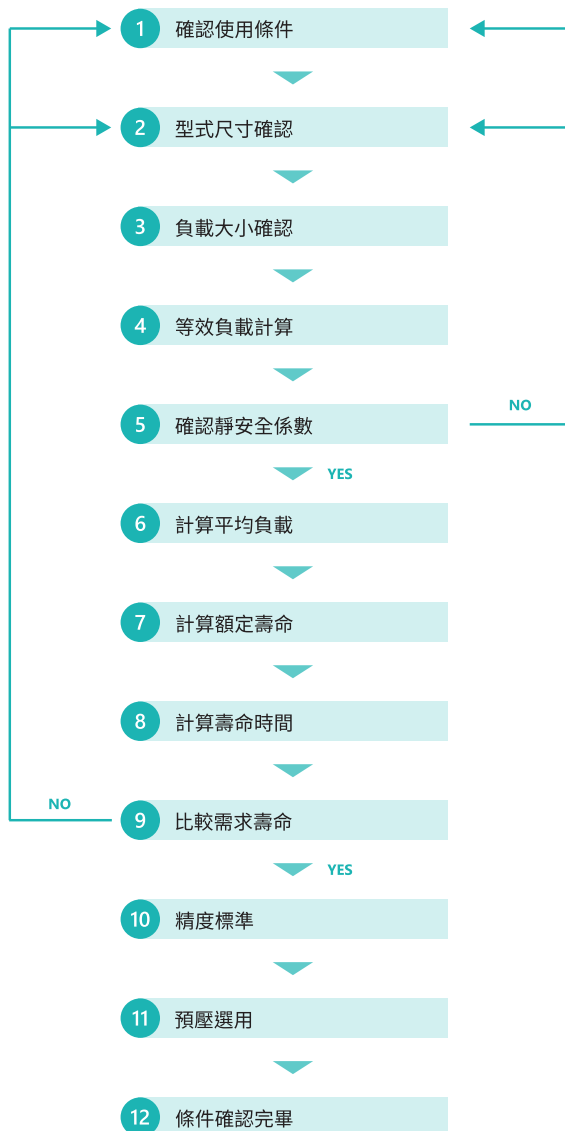 1 確認使用條件
2 型式尺寸確認
3 負載大小確認
4 等效負載計算
5 確認靜安全係數
NO
YES
6 計算平均負載
7 計算額定壽命
8 計算壽命時間
NO
9 比較需求壽命
YES
10 精度標準
11 預壓選用
12 條件確認完畢